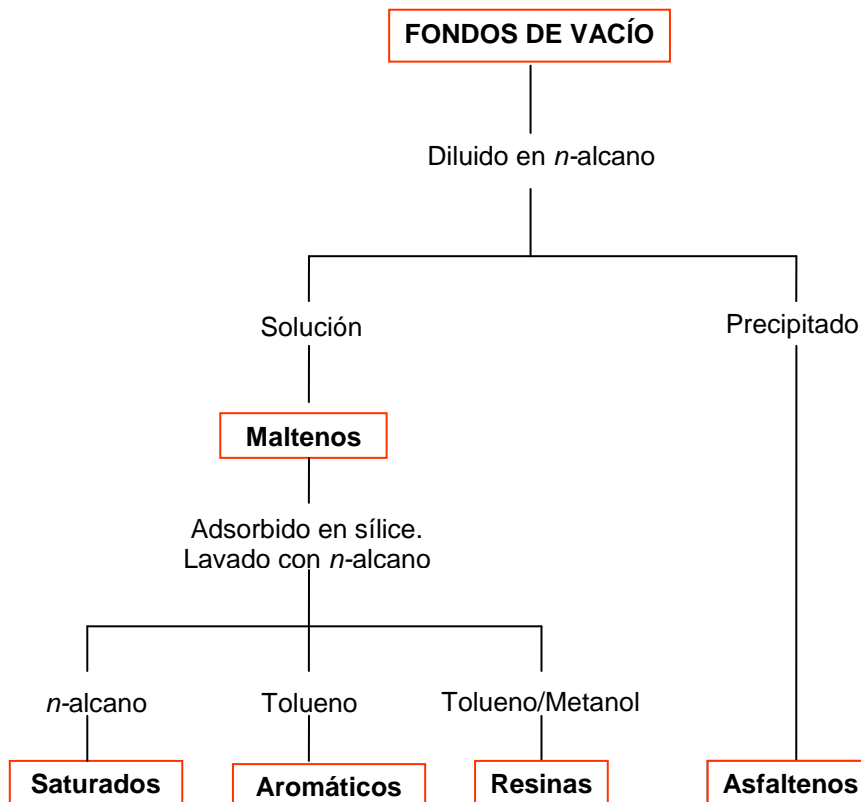 FONDOS DE VACÍO
Diluido en n-alcano
Solución
Precipitado
Maltenos
Adsorbido en sílice.
Lavado con n-alcano
n-alcano
Tolueno
Tolueno/Metanol
Saturados
Aromáticos
Resinas
Asfaltenos